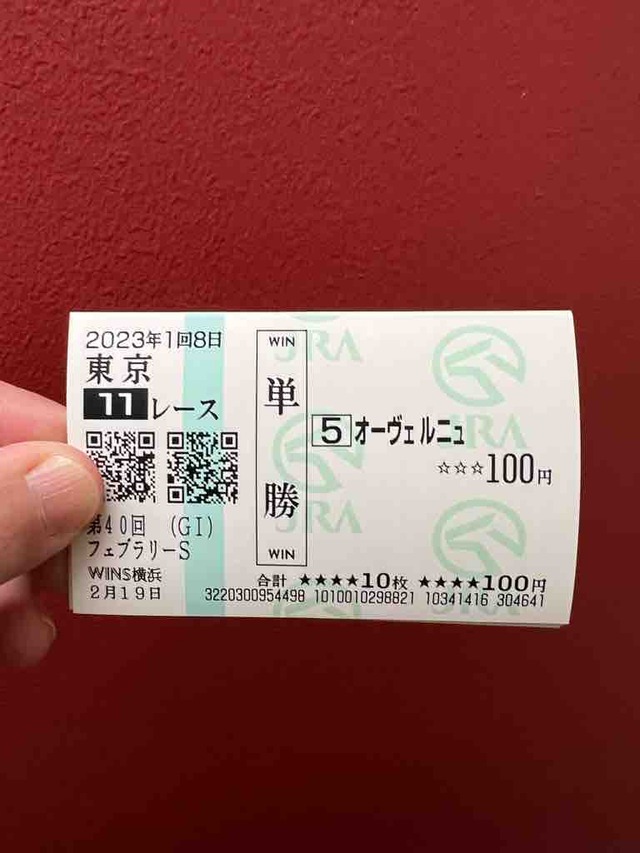 2023年1回8日
東京
11レース
第40回 (GI)
フェブラリーS
WINS横浜
2月19日
WIN
単勝
WIN
5 オーヴェルニュ
☆☆☆100円
合計 ★★★★10枚 ★★★★100円
3220300954498 1010010298821 10341416 304641
JRA
JRA
JRA
JRA